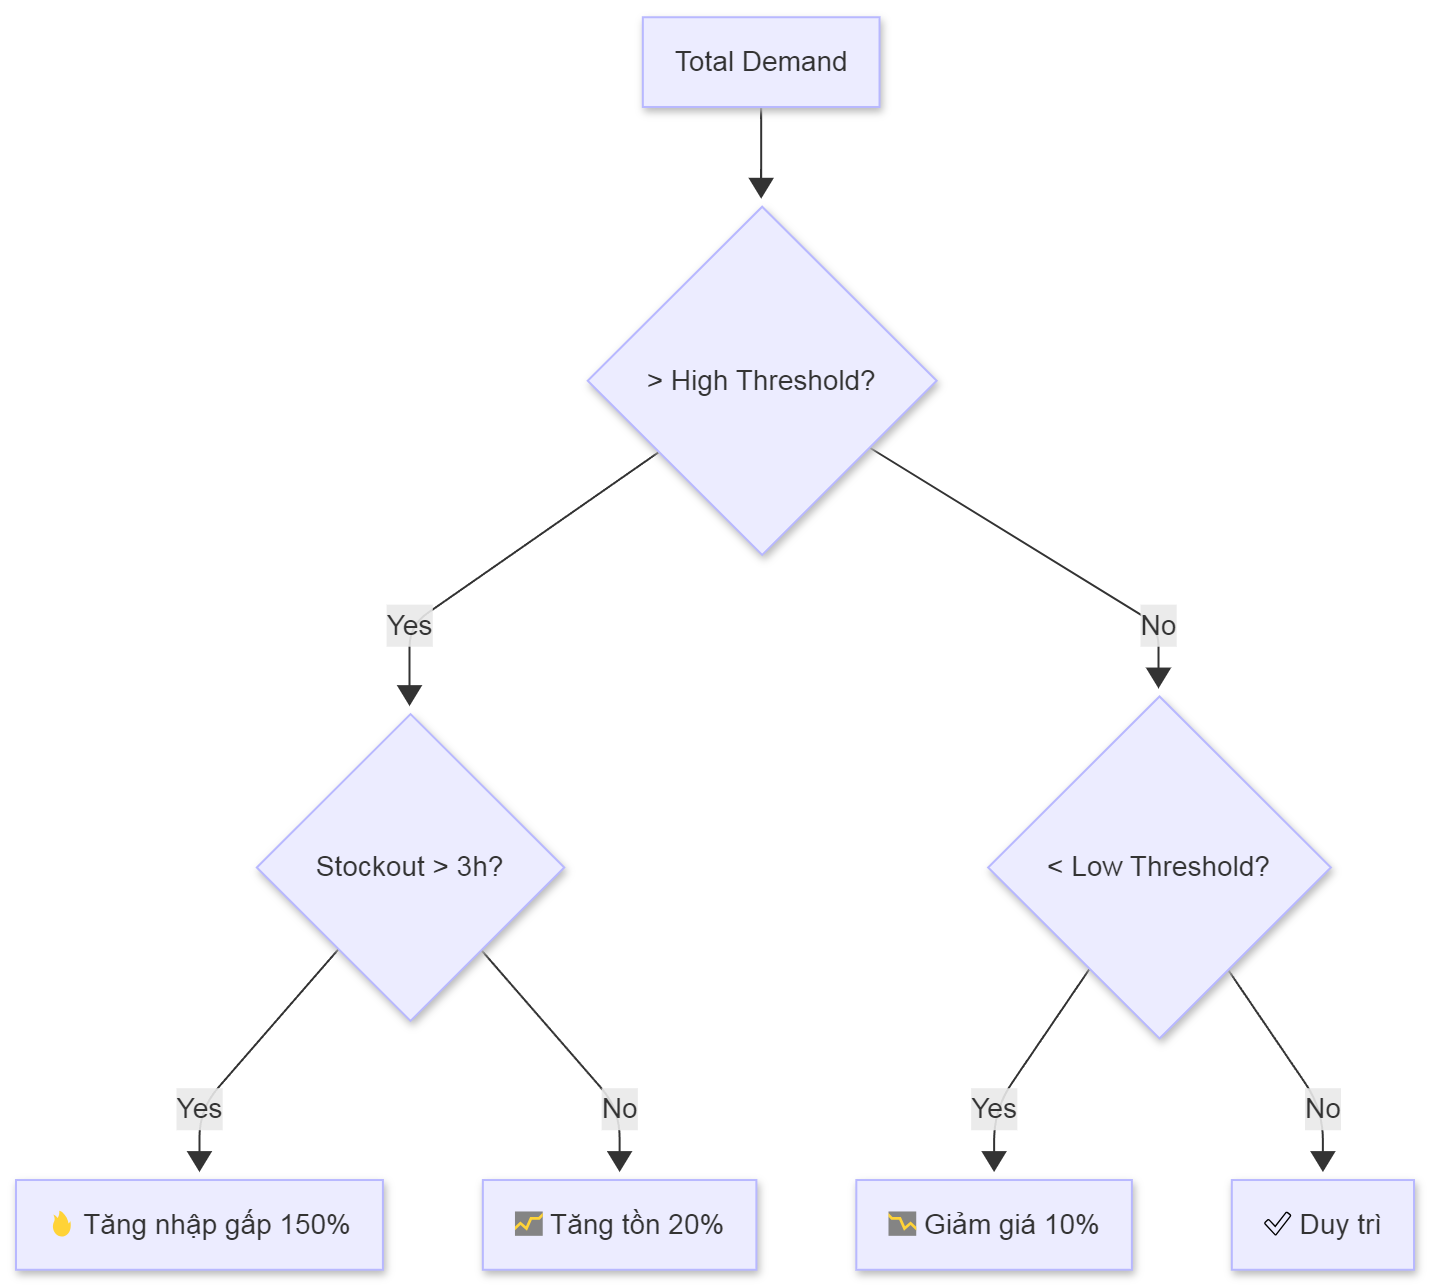 Total Demand
> High Threshold?
Yes
No
Stockout > 3h?
< Low Threshold?
Yes
No
Yes
No
🔥 Tăng nhập gấp 150%
📈 Tăng tồn 20%
📉 Giảm giá 10%
✅ Duy trì